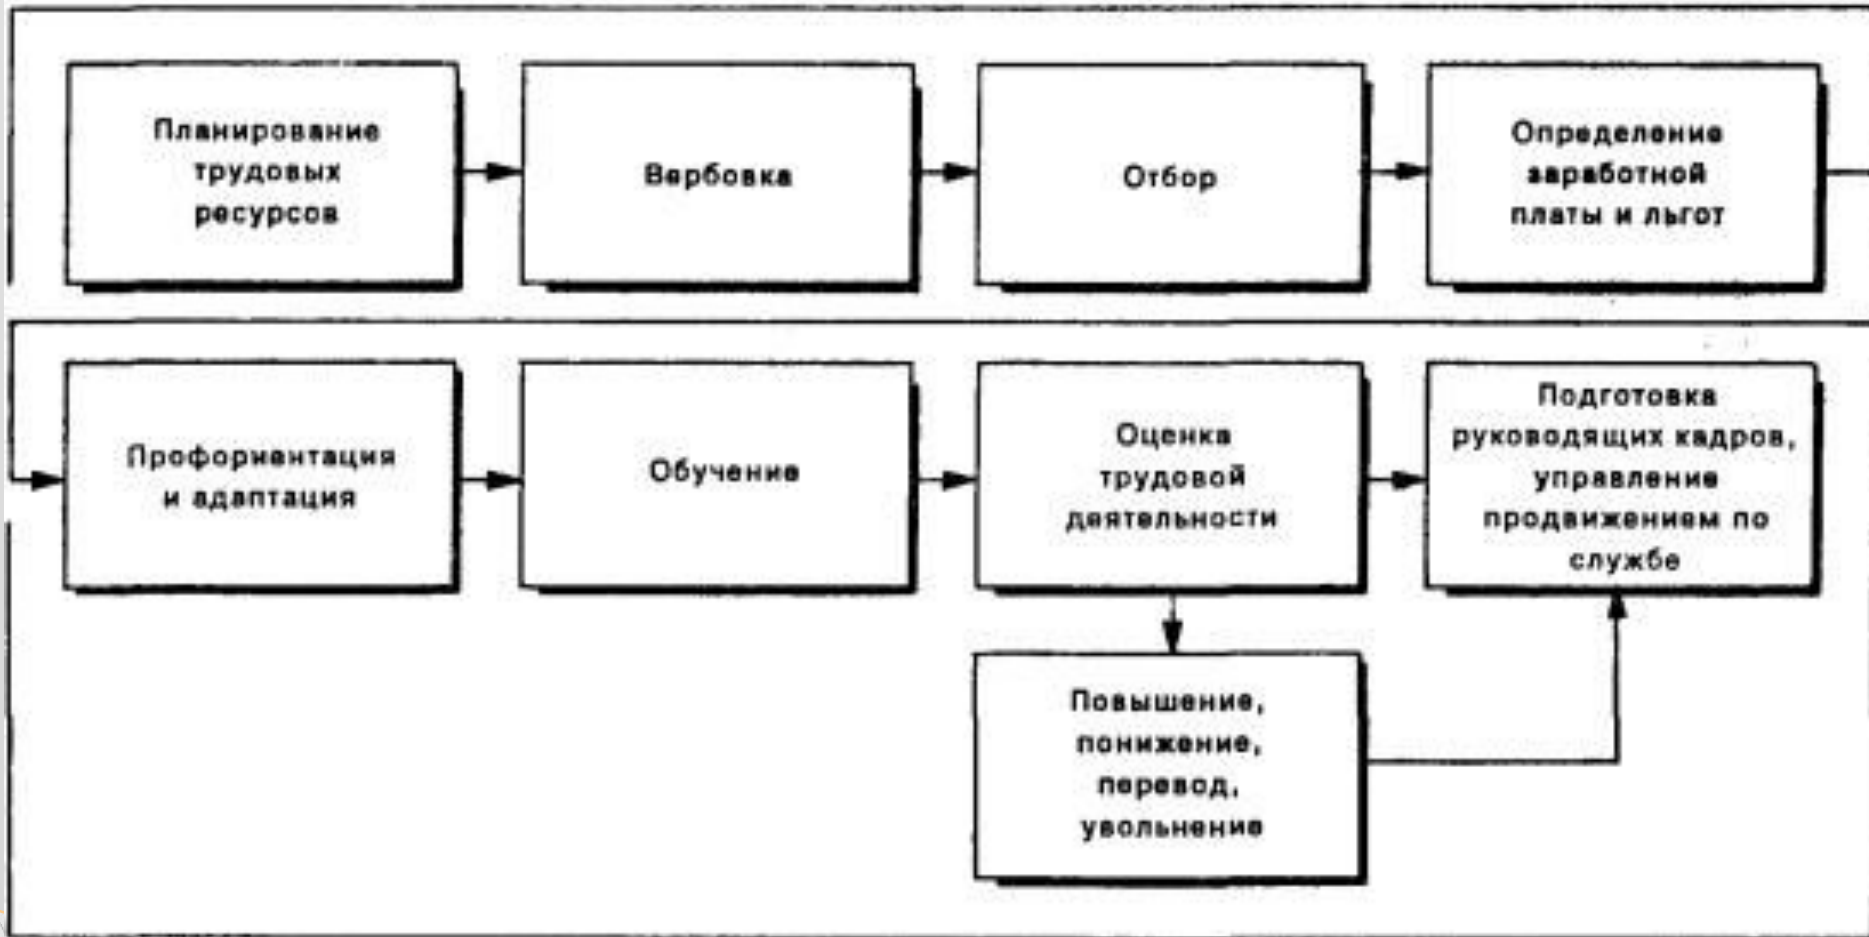 Планирование
трудовых
ресурсов
Вербовка
Отбор
Определение
заработной
платы и льгот
Профориентация
и адаптация
Обучение
Оценка
трудовой
деятельности
Подготовка
руководящих кадров,
управление
продвижением по
службе
Повышение,
понижение,
перевод,
увольнение